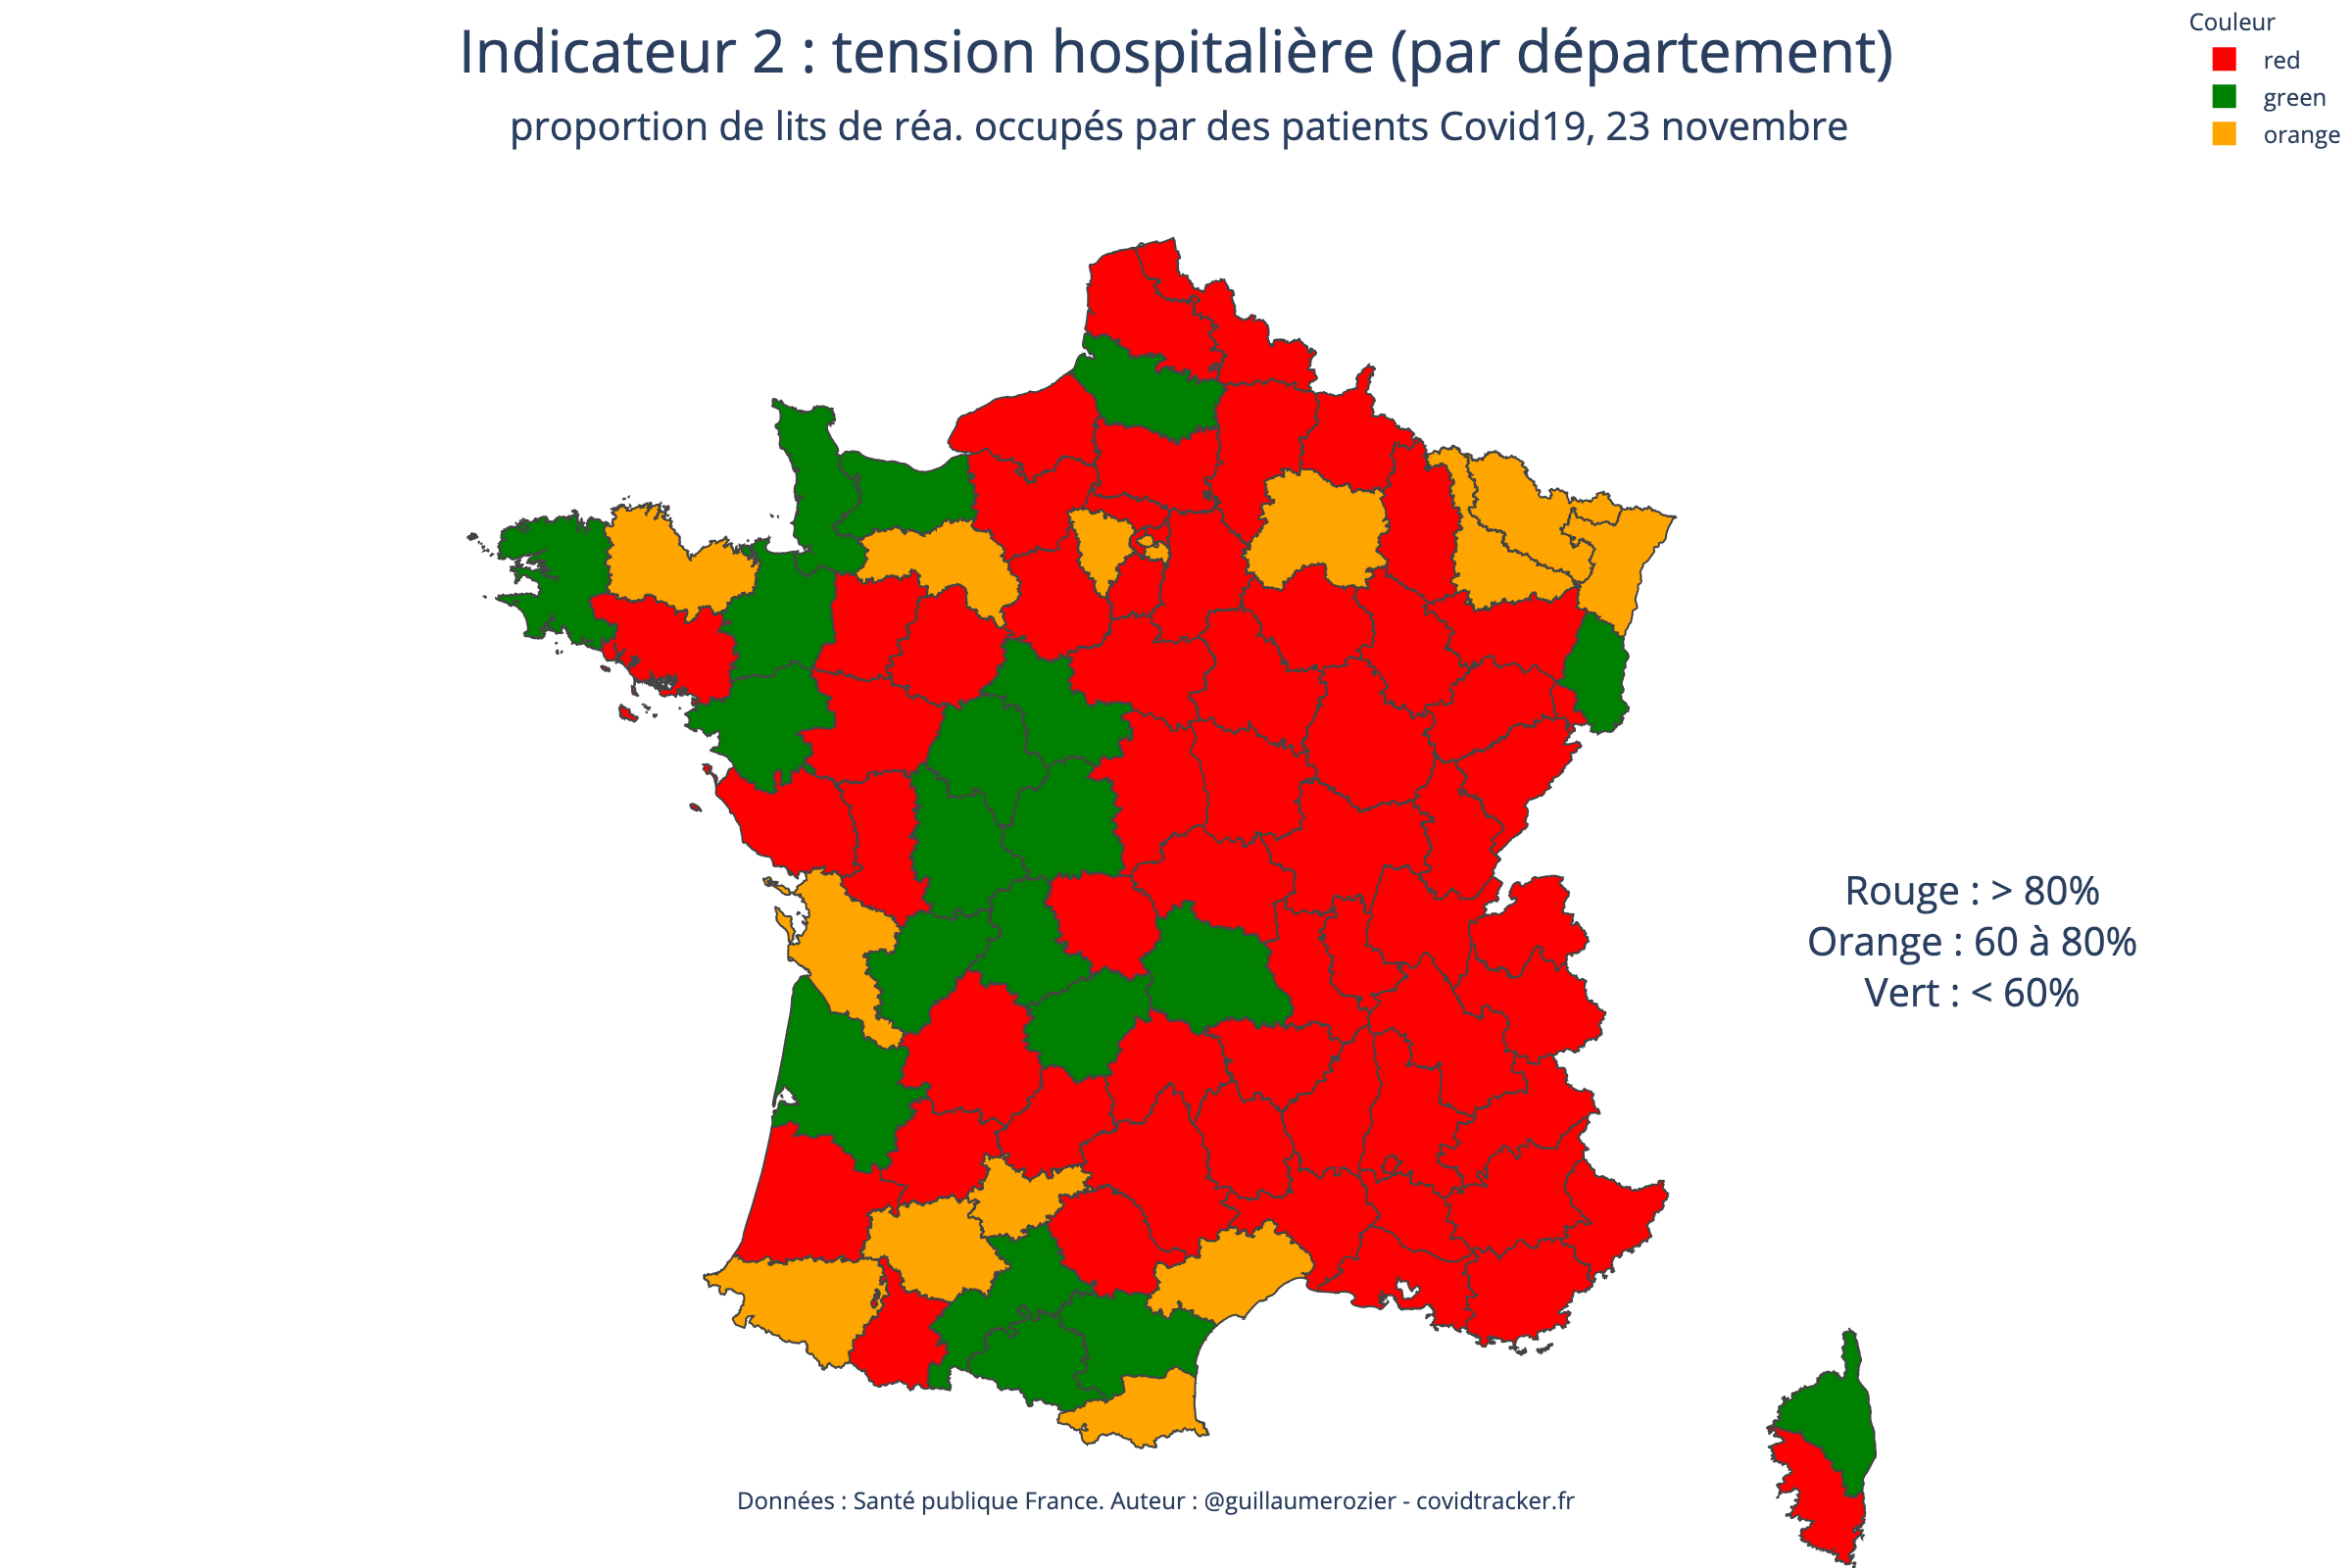 Indicateur 2 : tension hospitalière (par département)
proportion de lits de réa. occupés par des patients Covid19, 23 novembre
Couleur
red
green
orange
Rouge : > 80%
Orange : 60 à 80%
Vert : < 60%
Données : Santé publique France. Auteur : @guillaumerozier - covidtracker.fr